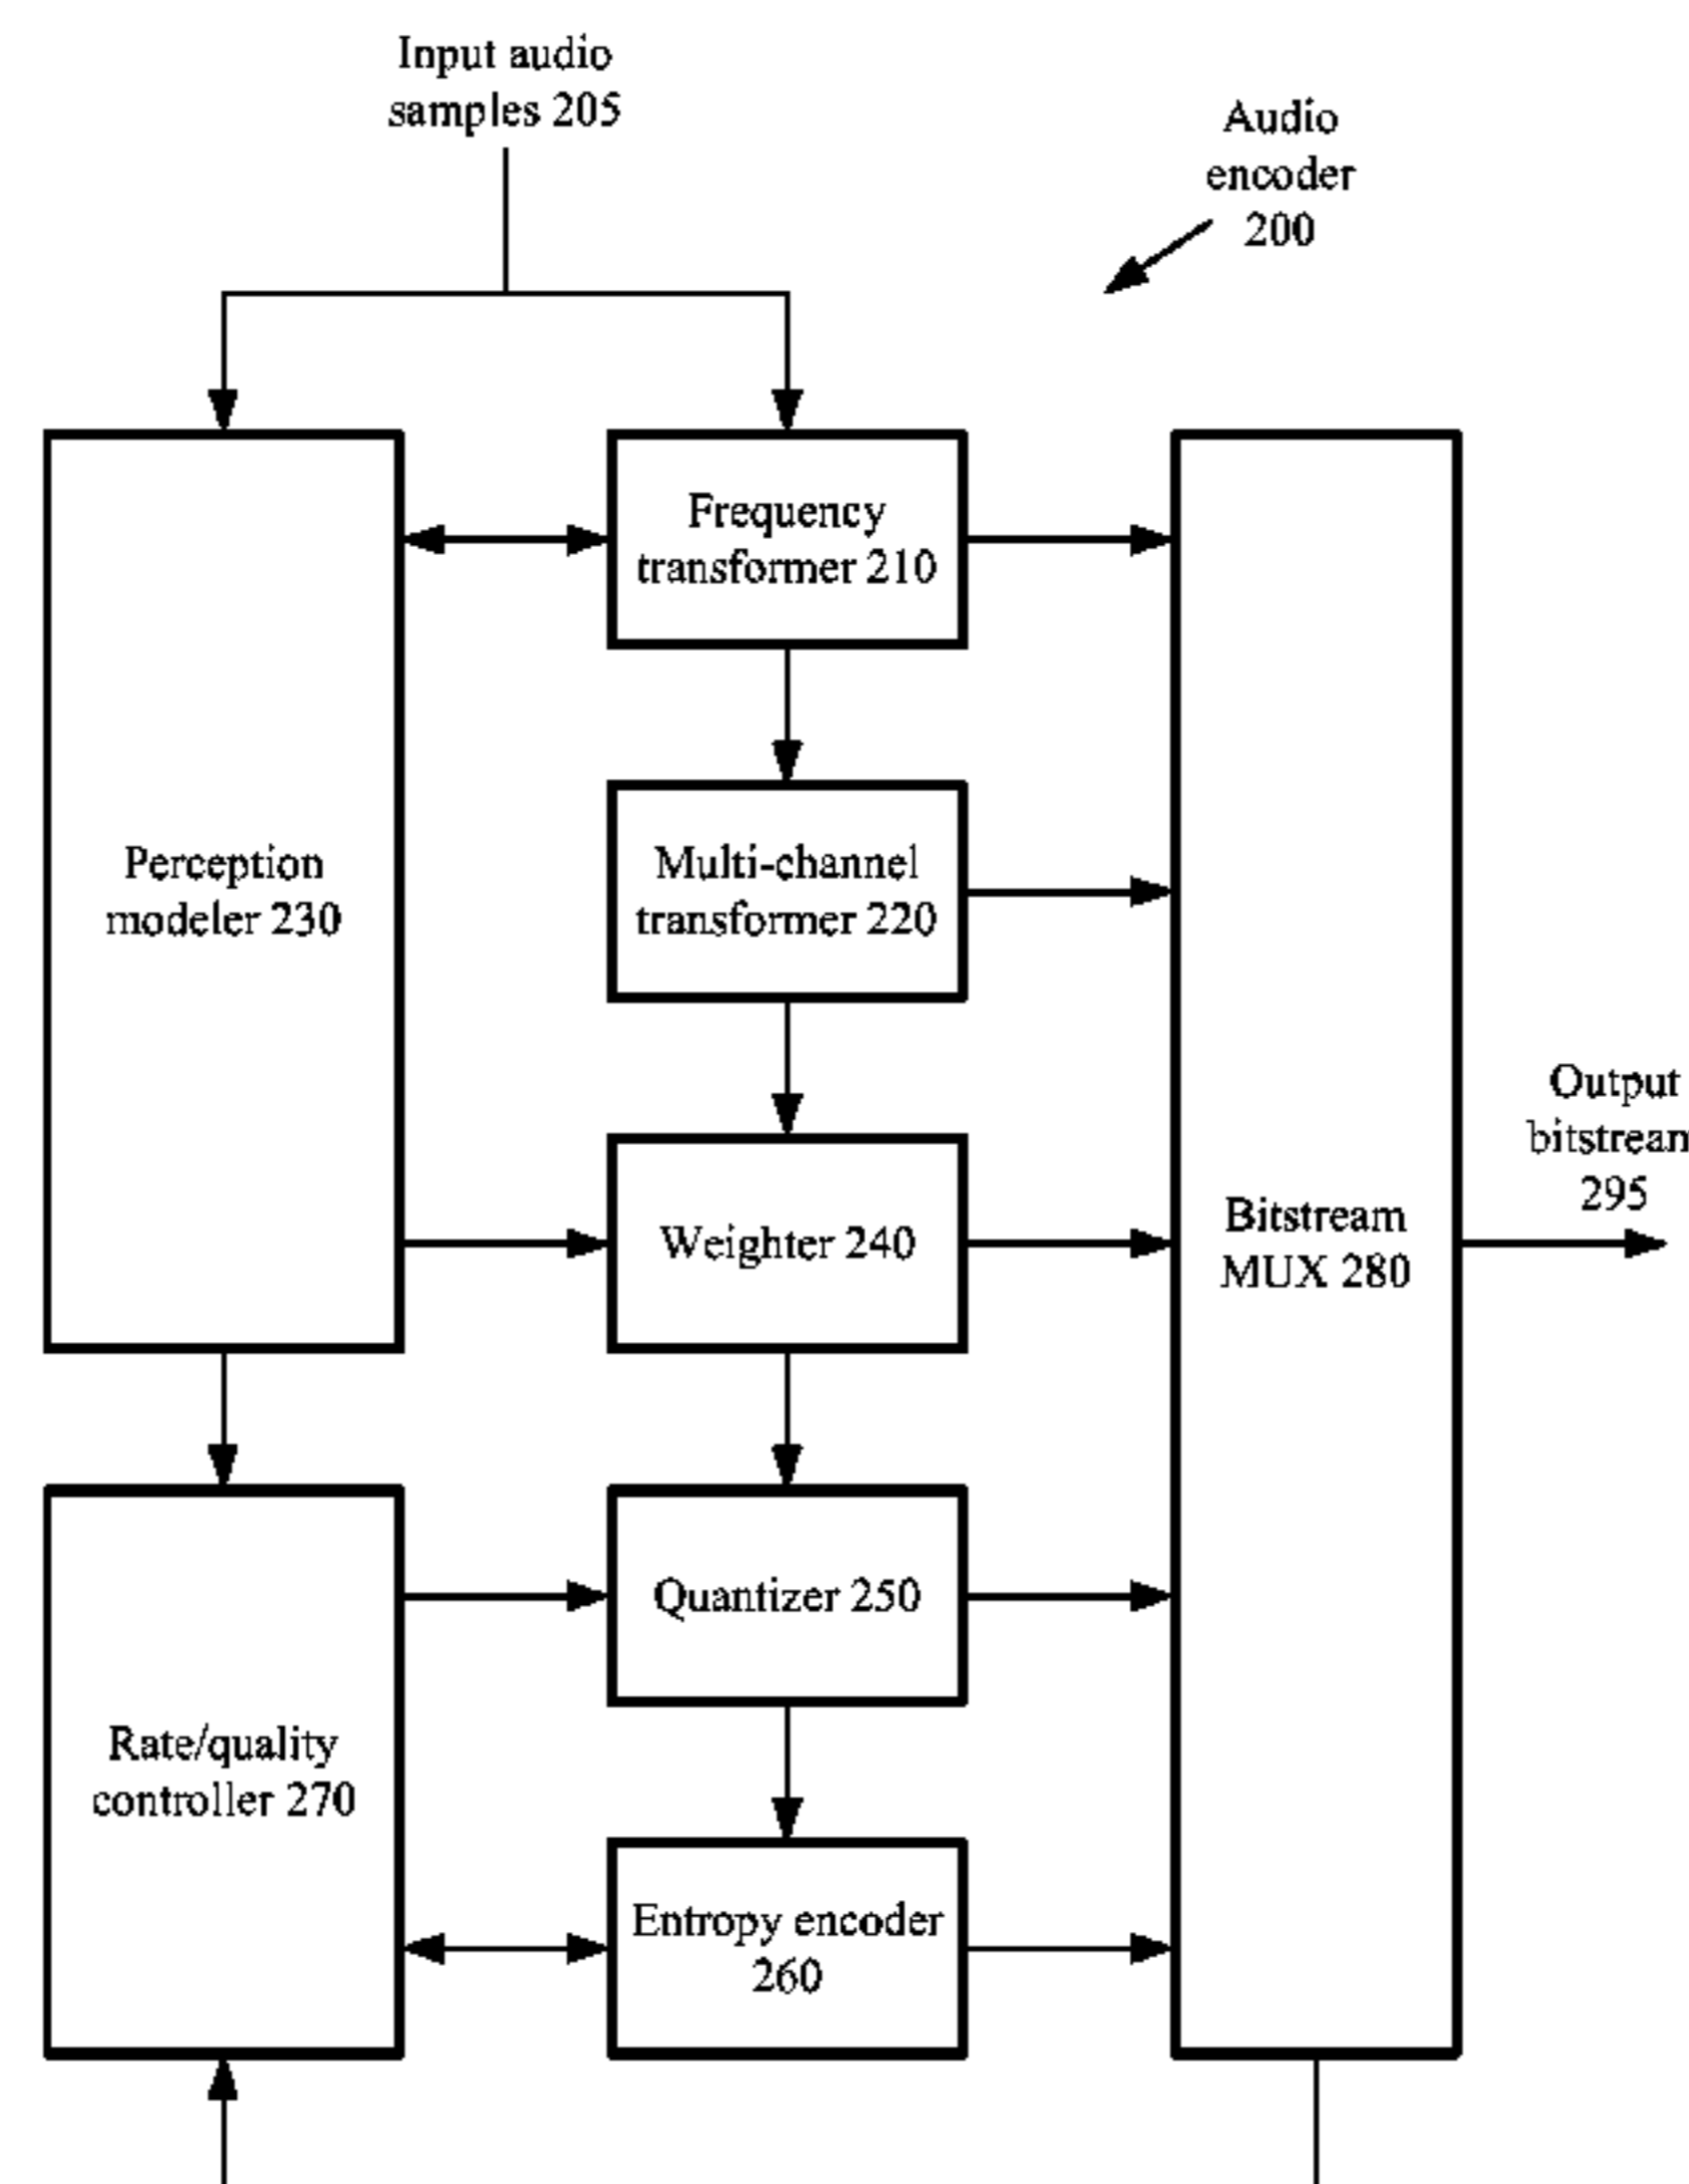 Input audio
samples 205
Audio
encoder
200
Frequency
transformer 210
Perception
modeler 230
Multi-channel
transformer 220
Output
bitstream
295
Weighter 240
Bitstream
MUX 280
Quantizer 250
Rate/quality
controller 270
Entropy encoder
260